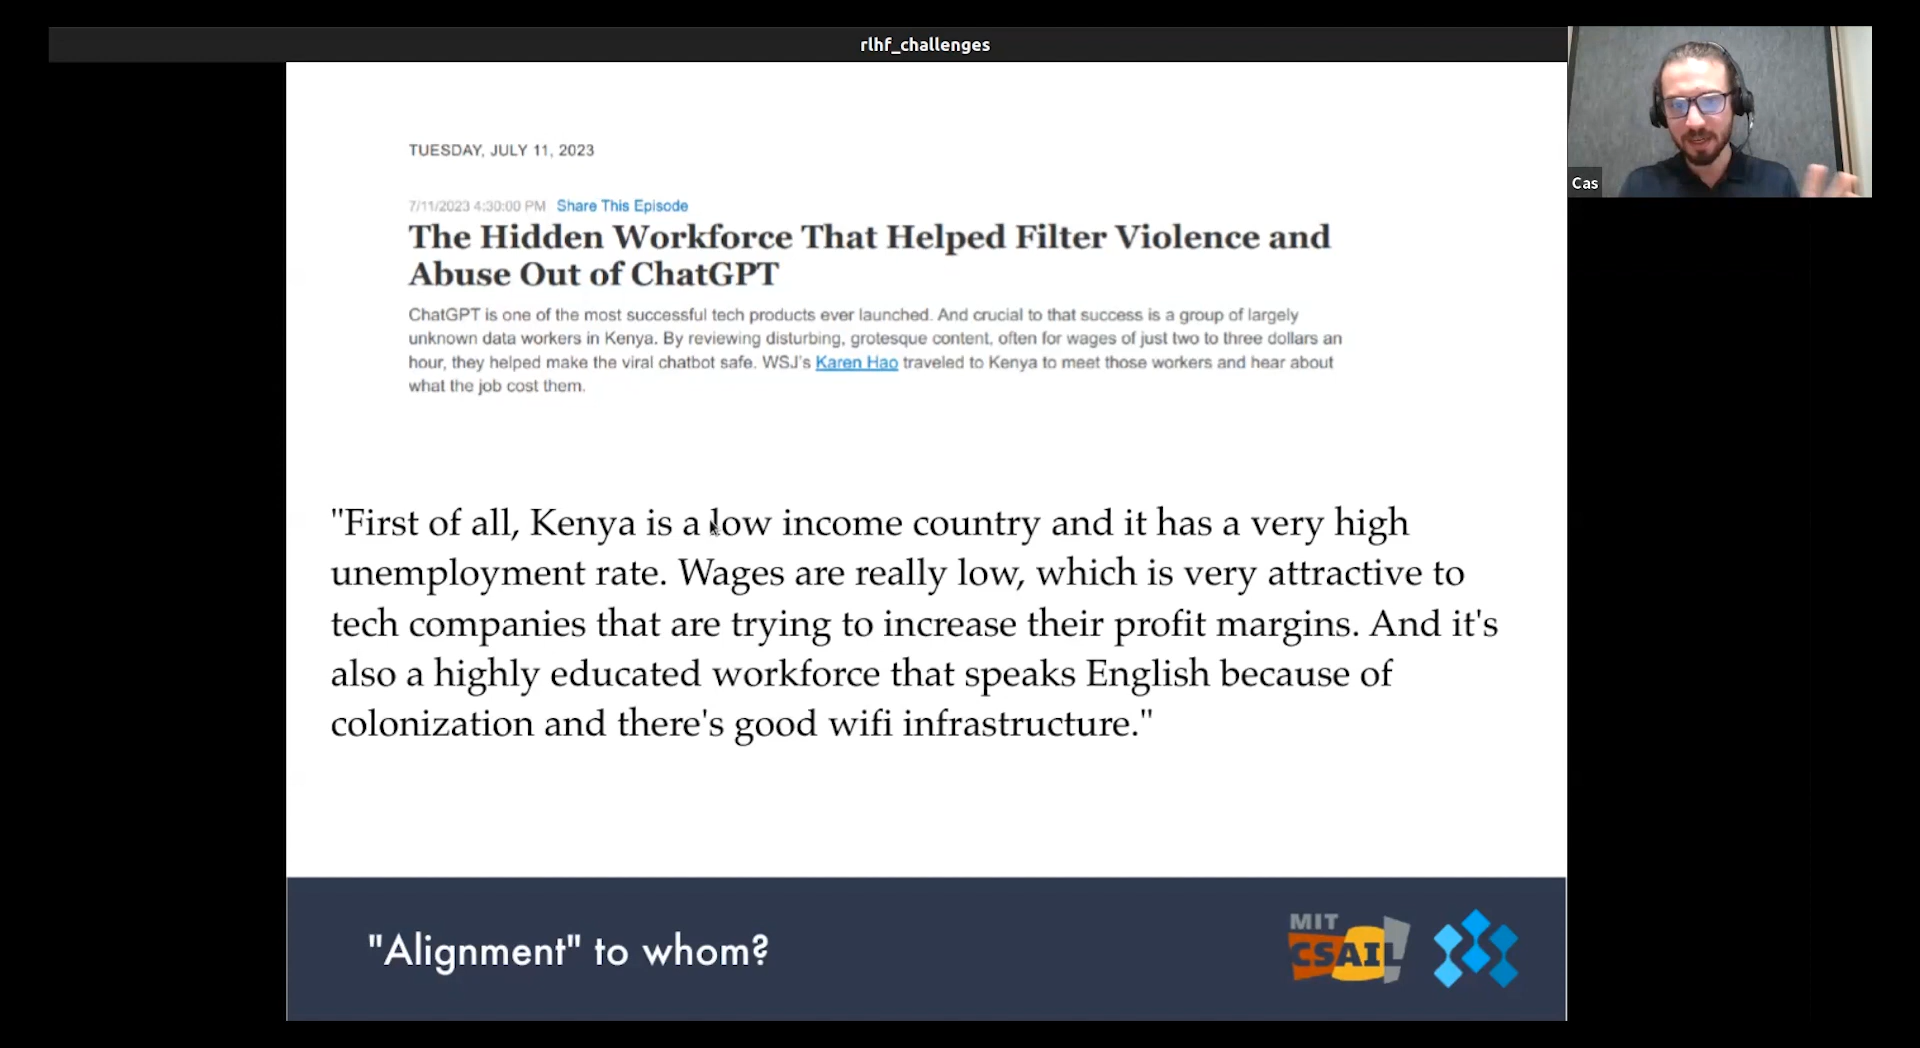 rlhf_challenges
Cas
TUESDAY, JULY 11, 2023
7/11/2023 4:30:00 PM Share This Episode
The Hidden Workforce That Helped Filter Violence and
Abuse Out of ChatGPT
ChatGPT is one of the most successful tech products ever launched. And crucial to that success is a group of largely
unknown data workers in Kenya. By reviewing disturbing, grotesque content, often for wages of just two to three dollars an
hour, they helped make the viral chatbot safe. WSJ's Karen Hao traveled to Kenya to meet those workers and hear about
what the job cost them.
"First of all, Kenya is a low income country and it has a very high
unemployment rate. Wages are really low, which is very attractive to
tech companies that are trying to increase their profit margins. And it's
also a highly educated workforce that speaks English because of
colonization and there's good wifi infrastructure."
"Alignment" to whom?
MIT
CSAIL